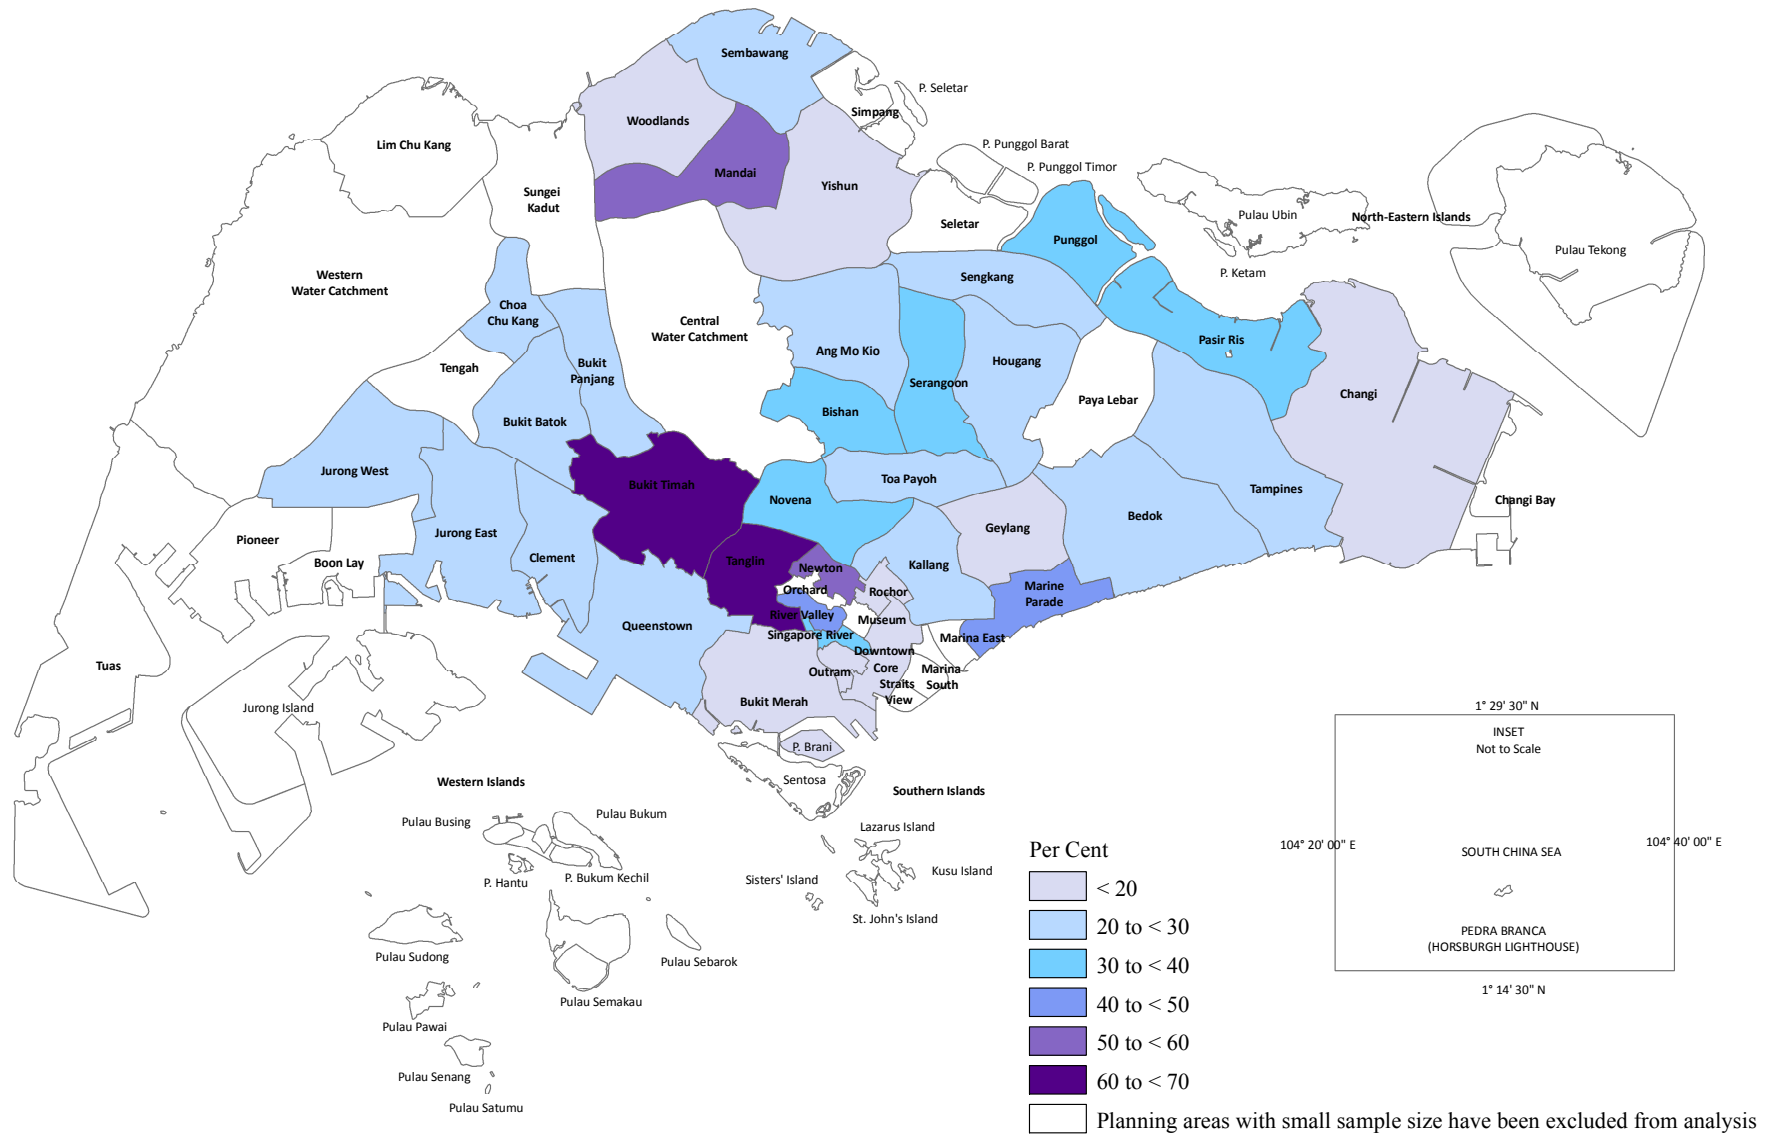 Sembawang
P. Seletar
Simpang
Woodlands
Lim Chu Kang
P. Punggol Barat
P. Punggol Timor
Mandai
Yishun
Sungei
Kadut
Pulau Ubin
North-Eastern Islands
Seletar
Punggol
Pulau Tekong
P. Ketam
Western
Water Catchment
Sengkang
Choa
Chu Kang
Central
Water Catchment
Pasir Ris
Ang Mo Kio
Hougang
Tengah
Bukit
Panjang
Serangoon
Changi
Paya Lebar
Bishan
Bukit Batok
Jurong West
Toa Payoh
Bukit Timah
Novena
Tampines
Changi Bay
Bedok
Geylang
Jurong East
Pioneer
Boon Lay
Clement
Tanglin
Newton
Kallang
Orchard
Rochor
Marine
Parade
River Valley
Museum
Queenstown
Singapore River
Marina East
Downtown
Core
Tuas
Outram
Marina
South
Straits
View
Bukit Merah
Jurong Island
P. Brani
Sentosa
Western Islands
Southern Islands
Pulau Busing
Pulau Bukum
Lazarus Island
P. Hantu
P. Bukum Kechil
Sisters' Island
Kusu Island
St. John's Island
Pulau Sudong
Pulau Sebarok
Pulau Semakau
Pulau Pawai
Pulau Senang
Pulau Satumu
1° 29' 30" N
INSET
Not to Scale
104° 20' 00" E
104° 40' 00" E
SOUTH CHINA SEA
PEDRA BRANCA
(HORSBURGH LIGHTHOUSE)
1° 14' 30" N
Per Cent
< 20
20 to < 30
30 to < 40
40 to < 50
50 to < 60
60 to < 70
Planning areas with small sample size have been excluded from analysis